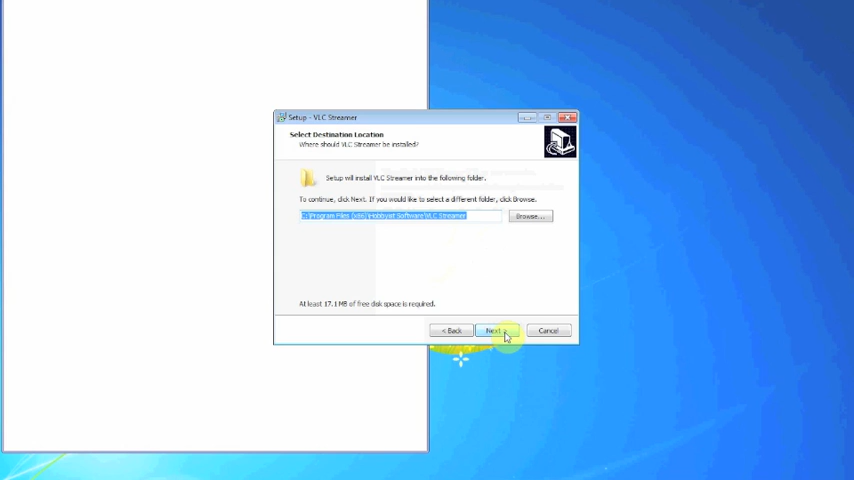 Setup - VLC Streamer
Select Destination Location
Where should VLC Streamer be installed?
Setup will install VLC Streamer into the following folder.
To continue, click Next. If you would like to select a different folder, click Browse.
C:\Program Files (x86)\Hobbyist Software\VLC Streamer
Browse...
At least 17.1 MB of free disk space is required.
< Back
Next >
Cancel